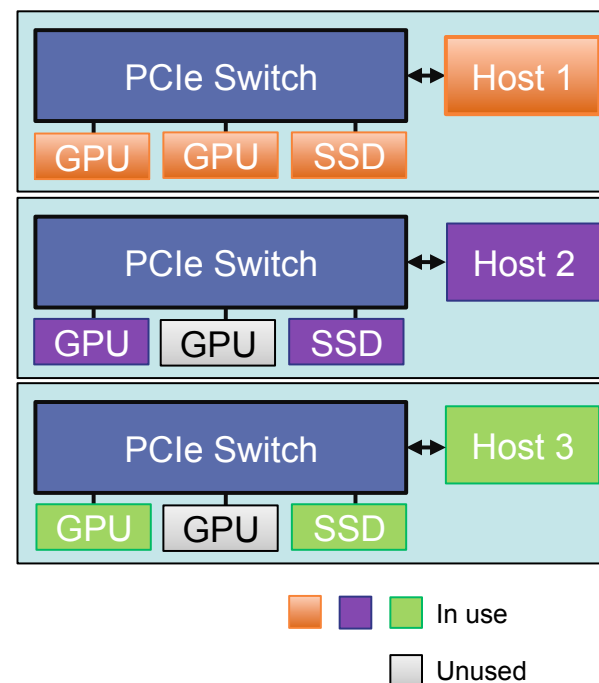 PCIe Switch
Host 1
GPU
GPU
SSD
PCIe Switch
Host 2
GPU
GPU
SSD
PCIe Switch
Host 3
GPU
GPU
SSD
In use
Unused